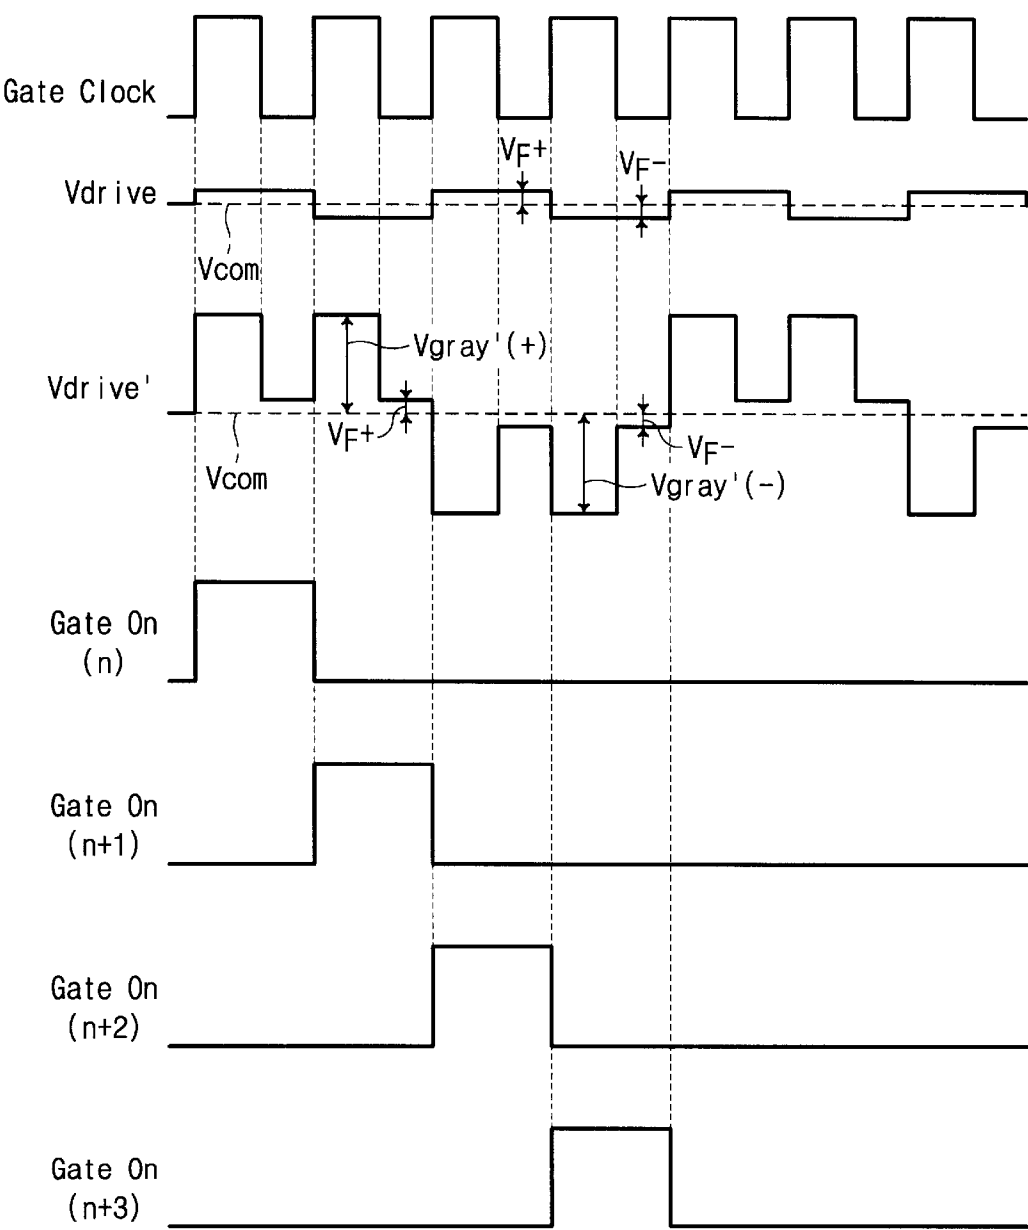 Gate Clock
VF+
VF-
Vdrive
Vcom
Vgray'(+)
Vdrive'
VF+
VF-
Vcom
Vgray'(-)
Gate On
(n)
Gate On
(n+1)
Gate On
(n+2)
Gate On
(n+3)